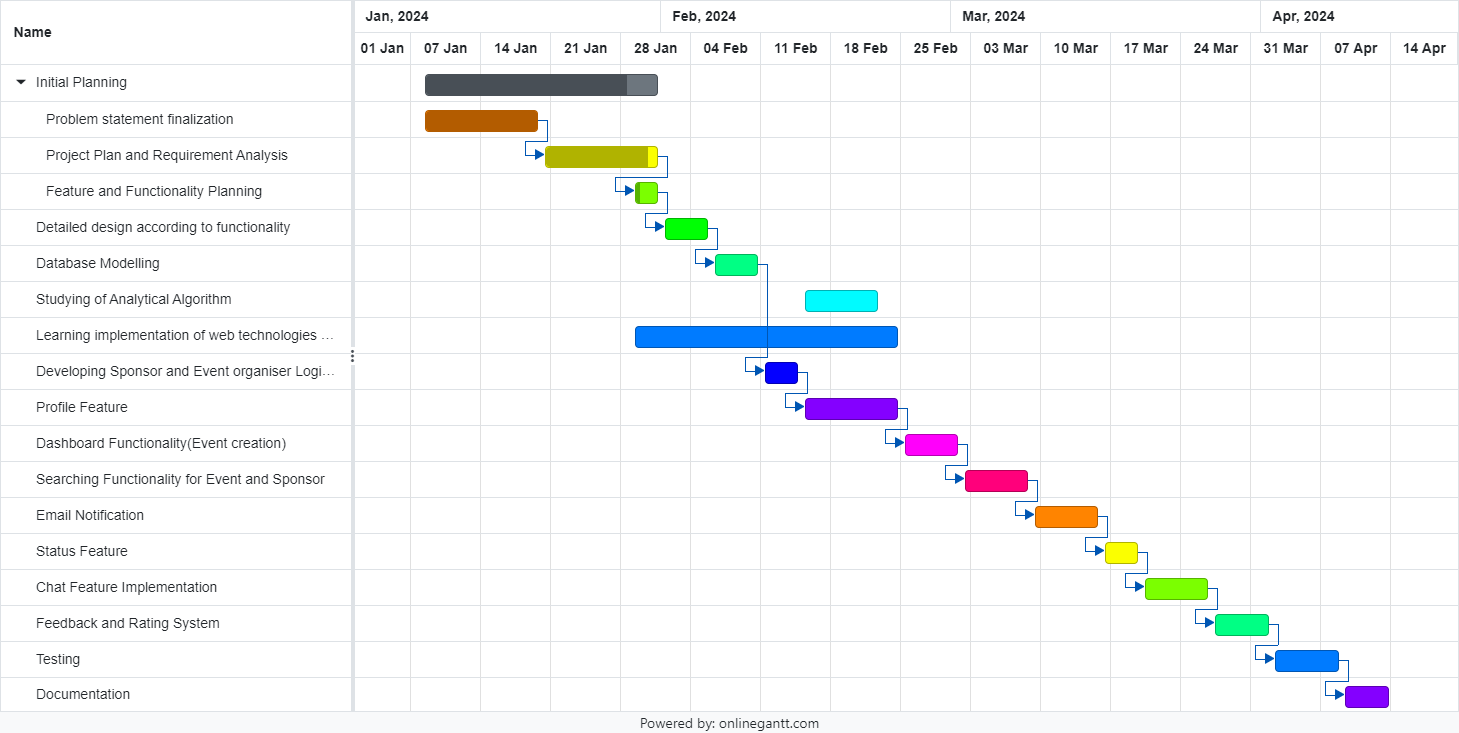 Name
Jan, 2024 Feb, 2024 Mar, 2024 Apr, 2024
01 Jan 07 Jan 14 Jan 21 Jan 28 Jan 04 Feb 11 Feb 18 Feb 25 Feb 03 Mar 10 Mar 17 Mar 24 Mar 31 Mar 07 Apr 14 Apr
Initial Planning
Problem statement finalization
Project Plan and Requirement Analysis
Feature and Functionality Planning
Detailed design according to functionality
Database Modelling
Studying of Analytical Algorithm
Learning implementation of web technologies ...
Developing Sponsor and Event organiser Logi...
Profile Feature
Dashboard Functionality(Event creation)
Searching Functionality for Event and Sponsor
Email Notification
Status Feature
Chat Feature Implementation
Feedback and Rating System
Testing
Documentation
Powered by: onlinegantt.com